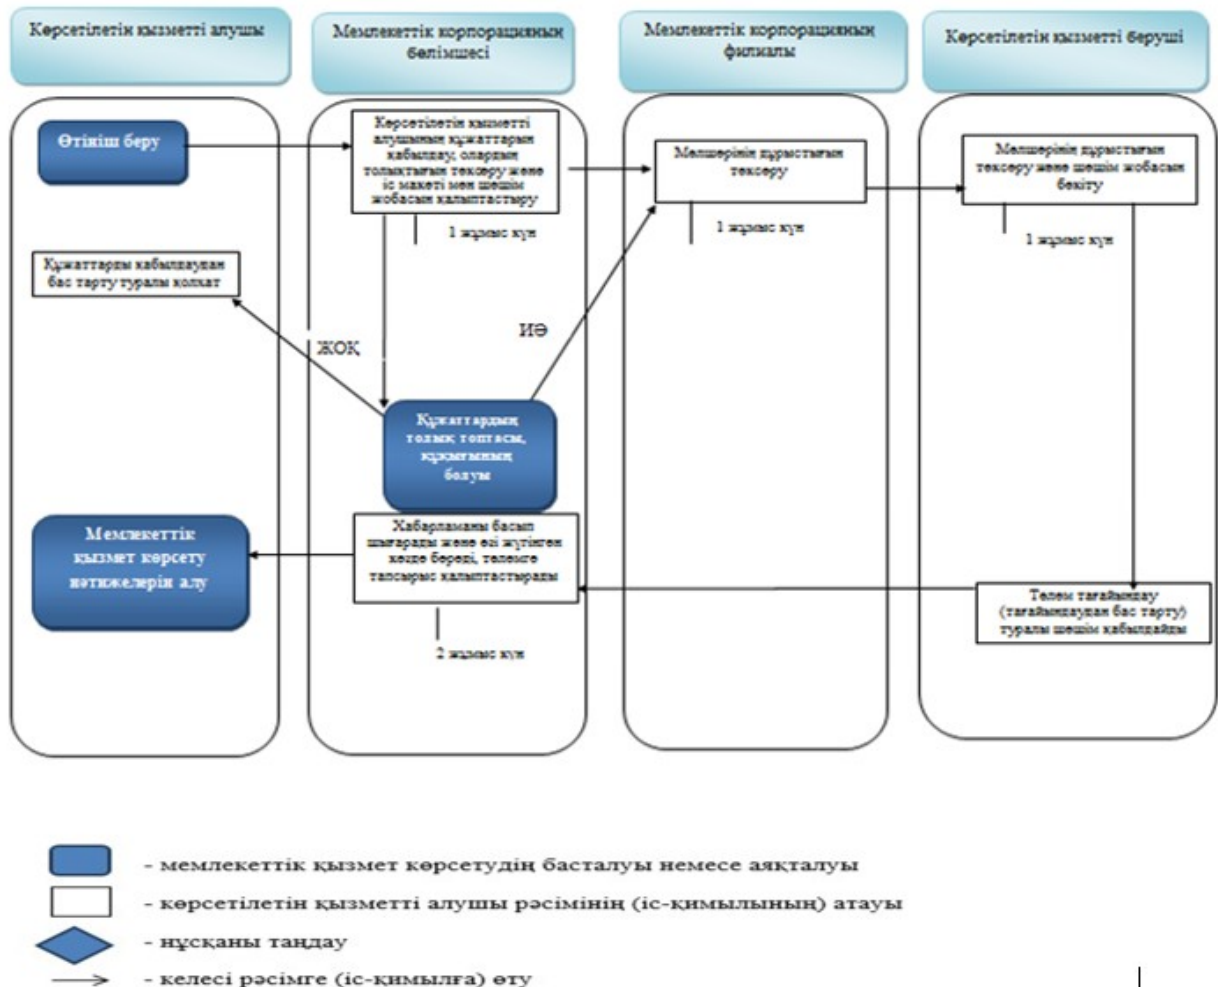 Көрсетілетін қызметті алушы
Мемлекеттік корпорацияның
бөлімшесі
Мемлекеттік корпорацияның
филиалы
Көрсетілетін қызметті беруші
Өтініш беру
Көрсетілетін қызметті
алушының құжаттарын
қабылдау, олардың
толықтығын тексеру және
іс макеті мен шешім
жобасын қалыптастыру
1 жұмыс күн
Мөлшерінің дұрыстығын
тексеру
1 жұмыс күн
Мөлшерінің дұрыстығын
тексеру және шешім жобасын
бекіту
1 жұмыс күн
Құжаттарды қабылдаудан
бас тарту туралы қолхат
ЖОҚ
ИӘ
Құжаттардың
толық топтасы,
құқығының
болуы
Мемлекеттік
қызмет көрсету
нәтижелерін алу
Хабарламаны басып
шығарады және өзі жүгінген
кезде береді, төлемге
тапсырыс қалыптастырады
2 жұмыс күн
Төлем тағайындау
(тағайындаудан бас тарту)
туралы шешім қабылдайды
- мемлекеттік қызмет көрсетудің басталуы немесе аяқталуы
- көрсетілетін қызметті алушы рәсімінің (іс-қимылының) атауы
- нұсқаны таңдау
- келесі рәсімге (іс-қимылға) өту